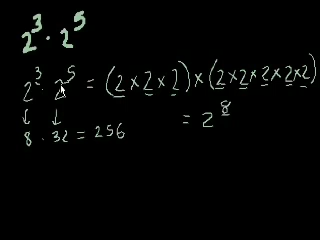 2³ · 2⁵
2³ · 2⁵ = (2 × 2 × 2) × (2 × 2 × 2 × 2 × 2)
↓ ↓
8 · 32 = 256 = 2⁸